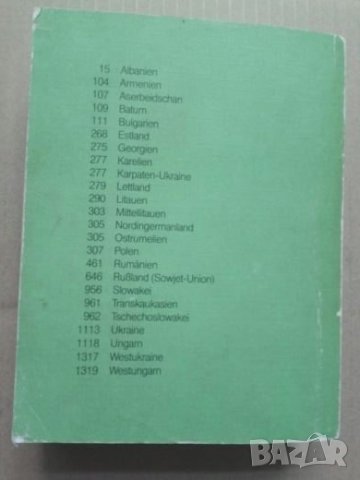 15 Albanien
104 Armenien
107 Aserbeidschan
109 Batum
111 Bulgarien
268 Estland
275 Georgien
277 Karelien
277 Karpaten-Ukraine
279 Lettland
290 Litauen
303 Mittellitauen
305 Nordingermanland
305 Ostrumelien
307 Polen
461 Rumänien
646 Rußland (Sowjet-Union)
956 Slowakei
961 Transkaukasien
962 Tschechoslowakei
1113 Ukraine
1118 Ungarn
1317 Westukraine
1319 Westungarn
BAZAR